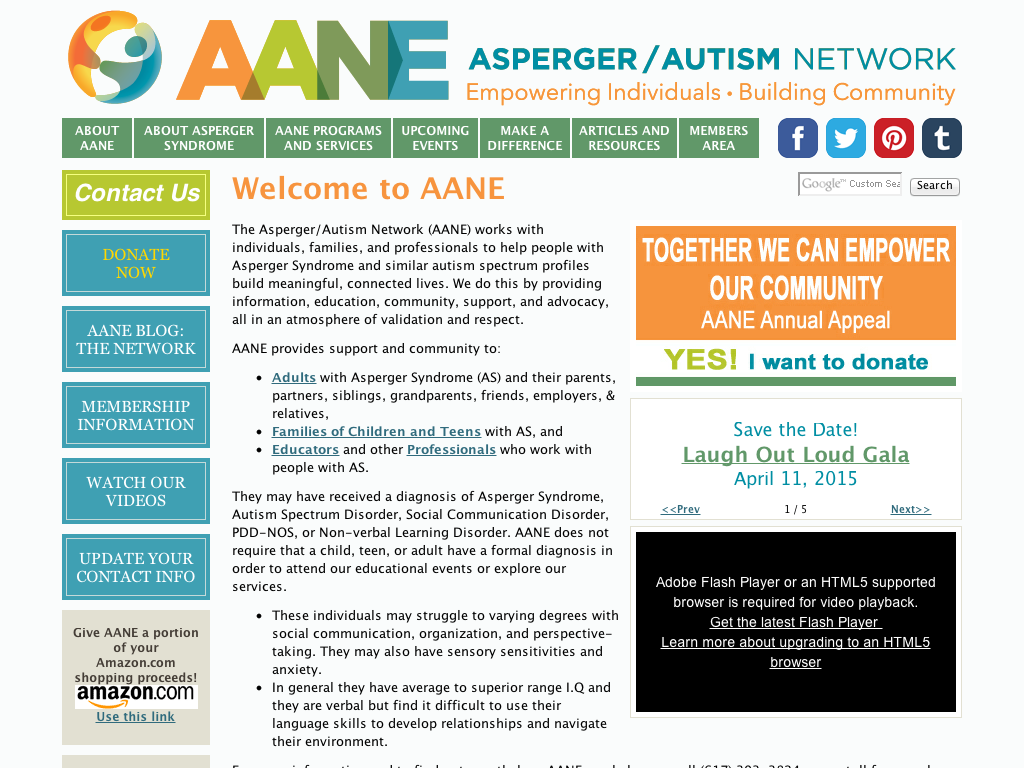 AANE
ASPERGER/AUTISM NETWORK
Empowering Individuals • Building Community
ABOUT
AANE
ABOUT ASPERGER
SYNDROME
AANE PROGRAMS
AND SERVICES
UPCOMING
EVENTS
MAKE A
DIFFERENCE
ARTICLES AND
RESOURCES
MEMBERS
AREA
Contact Us
DONATE
NOW
AANE BLOG:
THE NETWORK
MEMBERSHIP
INFORMATION
WATCH OUR
VIDEOS
UPDATE YOUR
CONTACT INFO
Give AANE a portion
of your
Amazon.com
shopping proceeds!
amazon.com
Use this link
Welcome to AANE
Google™ Custom Sea
Search
The Asperger/Autism Network (AANE) works with
individuals, families, and professionals to help people with
Asperger Syndrome and similar autism spectrum profiles
build meaningful, connected lives. We do this by providing
information, education, community, support, and advocacy,
all in an atmosphere of validation and respect.
AANE provides support and community to:
• Adults with Asperger Syndrome (AS) and their parents,
partners, siblings, grandparents, friends, employers, &
relatives,
• Families of Children and Teens with AS, and
• Educators and other Professionals who work with
people with AS.
They may have received a diagnosis of Asperger Syndrome,
Autism Spectrum Disorder, Social Communication Disorder,
PDD-NOS, or Non-verbal Learning Disorder. AANE does not
require that a child, teen, or adult have a formal diagnosis in
order to attend our educational events or explore our
services.
• These individuals may struggle to varying degrees with
social communication, organization, and perspective-
taking. They may also have sensory sensitivities and
anxiety.
• In general they have average to superior range I.Q and
they are verbal but find it difficult to use their
language skills to develop relationships and navigate
their environment.
TOGETHER WE CAN EMPOWER
OUR COMMUNITY
AANE Annual Appeal
YES! I want to donate
Save the Date!
Laugh Out Loud Gala
April 11, 2015
<<Prev
1 / 5
Next>>
Adobe Flash Player or an HTML5 supported
browser is required for video playback.
Get the latest Flash Player
Learn more about upgrading to an HTML5
browser